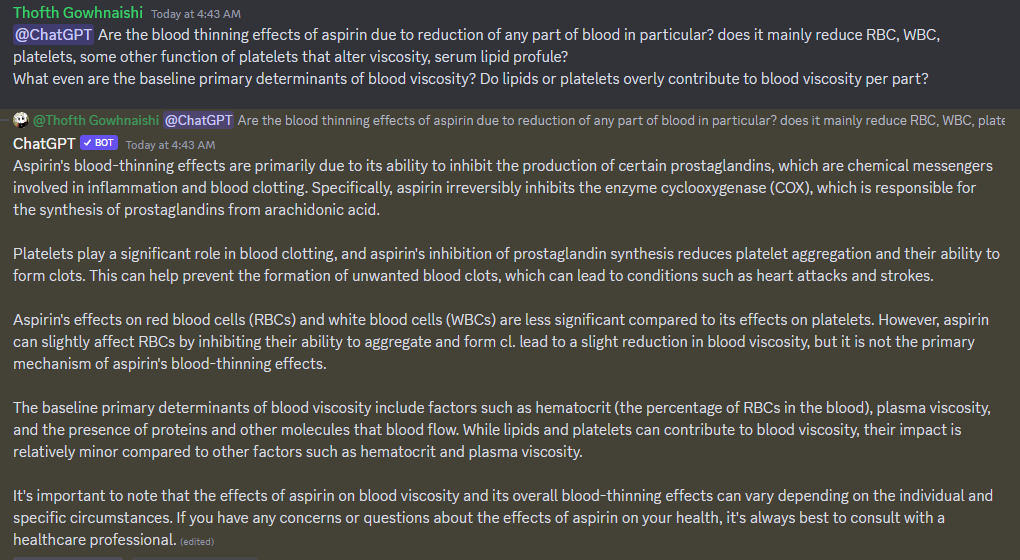 Thofth Gowhnaishi Today at 4:43 AM
@ChatGPT Are the blood thinning effects of aspirin due to reduction of any part of blood in particular? does it mainly reduce RBC, WBC,
platelets, some other function of platelets that alter viscosity, serum lipid profule?
What even are the baseline primary determinants of blood viscosity? Do lipids or platelets overly contribute to blood viscosity per part?
@Thofth Gowhnaishi @ChatGPT Are the blood thinning effects of aspirin due to reduction of any part of blood in particular? does it mainly reduce RBC, WBC, plate
ChatGPT ✓ BOT Today at 4:43 AM
Aspirin's blood-thinning effects are primarily due to its ability to inhibit the production of certain prostaglandins, which are chemical messengers
involved in inflammation and blood clotting. Specifically, aspirin irreversibly inhibits the enzyme cyclooxygenase (COX), which is responsible for
the synthesis of prostaglandins from arachidonic acid.
Platelets play a significant role in blood clotting, and aspirin's inhibition of prostaglandin synthesis reduces platelet aggregation and their ability to
form clots. This can help prevent the formation of unwanted blood clots, which can lead to conditions such as heart attacks and strokes.
Aspirin's effects on red blood cells (RBCs) and white blood cells (WBCs) are less significant compared to its effects on platelets. However, aspirin
can slightly affect RBCs by inhibiting their ability to aggregate and form cl. lead to a slight reduction in blood viscosity, but it is not the primary
mechanism of aspirin's blood-thinning effects.
The baseline primary determinants of blood viscosity include factors such as hematocrit (the percentage of RBCs in the blood), plasma viscosity,
and the presence of proteins and other molecules that blood flow. While lipids and platelets can contribute to blood viscosity, their impact is
relatively minor compared to other factors such as hematocrit and plasma viscosity.
It's important to note that the effects of aspirin on blood viscosity and its overall blood-thinning effects can vary depending on the individual and
specific circumstances. If you have any concerns or questions about the effects of aspirin on your health, it's always best to consult with a
healthcare professional. (edited)